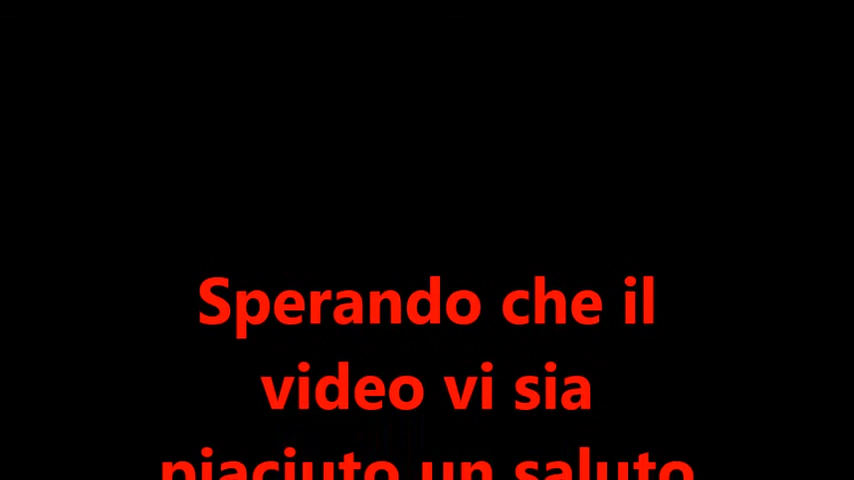 Sperando che il
video vi sia
piaciuto un saluto